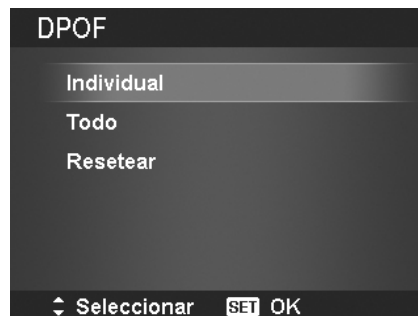 DPOF
Individual
Todo
Resetear
Seleccionar SET OK